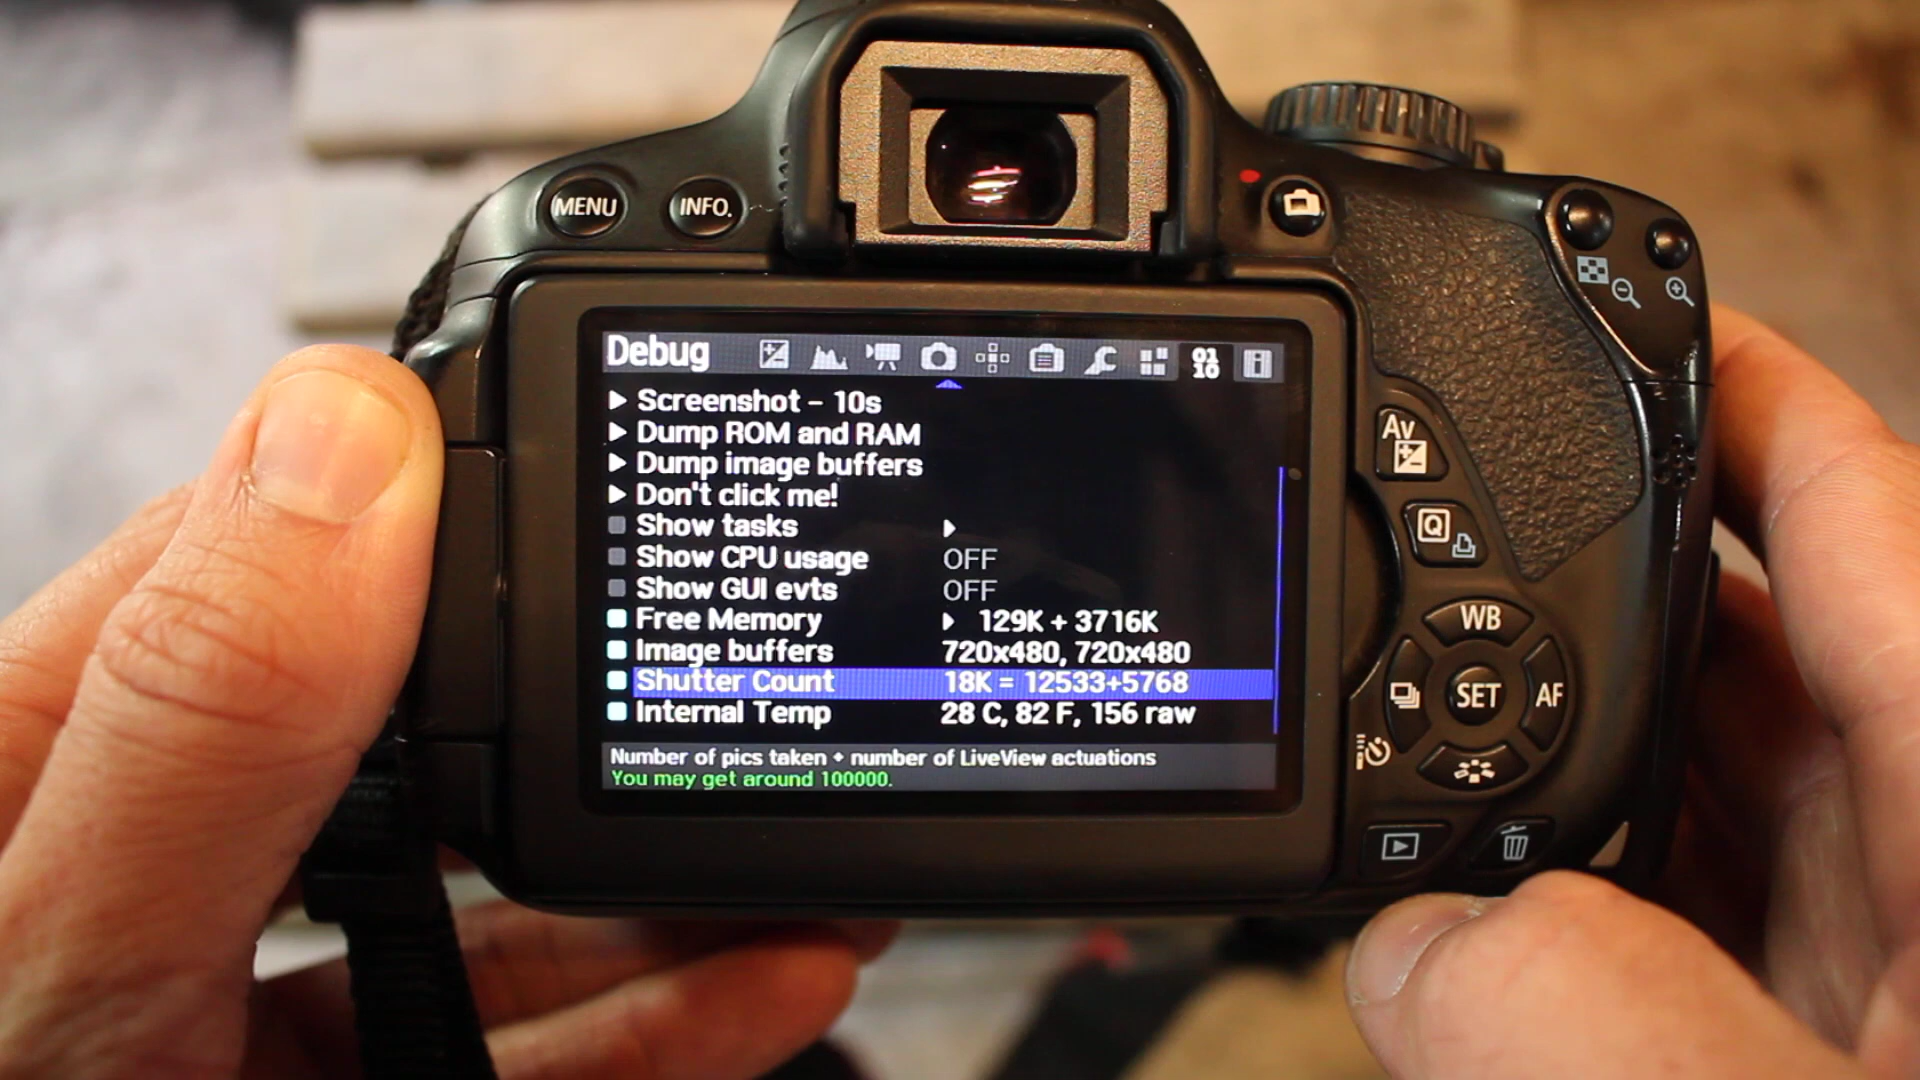 MENU
INFO.
Debug 01 10
Screenshot - 10s
Dump ROM and RAM
Dump image buffers
Don't click me!
Show tasks
Show CPU usage OFF
Show GUI evts OFF
Free Memory 129K + 3716K
Image buffers 720x480, 720x480
Shutter Count 18K = 12533+5768
Internal Temp 28 C, 82 F, 156 raw
Number of pics taken + number of LiveView actuations
You may get around 100000.
Av
Q
WB
SET
AF